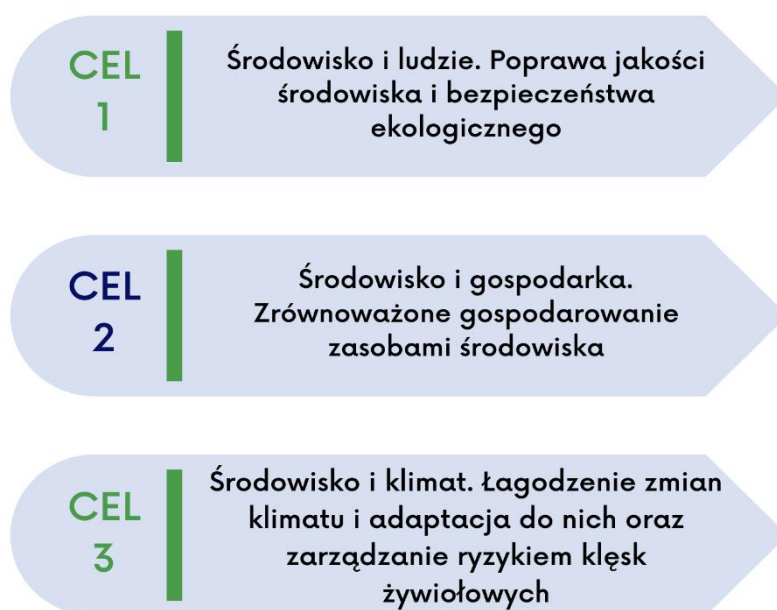 CEL
1
Środowisko i ludzie. Poprawa jakości
środowiska i bezpieczeństwa
ekologicznego
CEL
2
Środowisko i gospodarka.
Zrównoważone gospodarowanie
zasobami środowiska
CEL
3
Środowisko i klimat. Łagodzenie zmian
klimatu i adaptacja do nich oraz
zarządzanie ryzykiem klęsk
żywiołowych